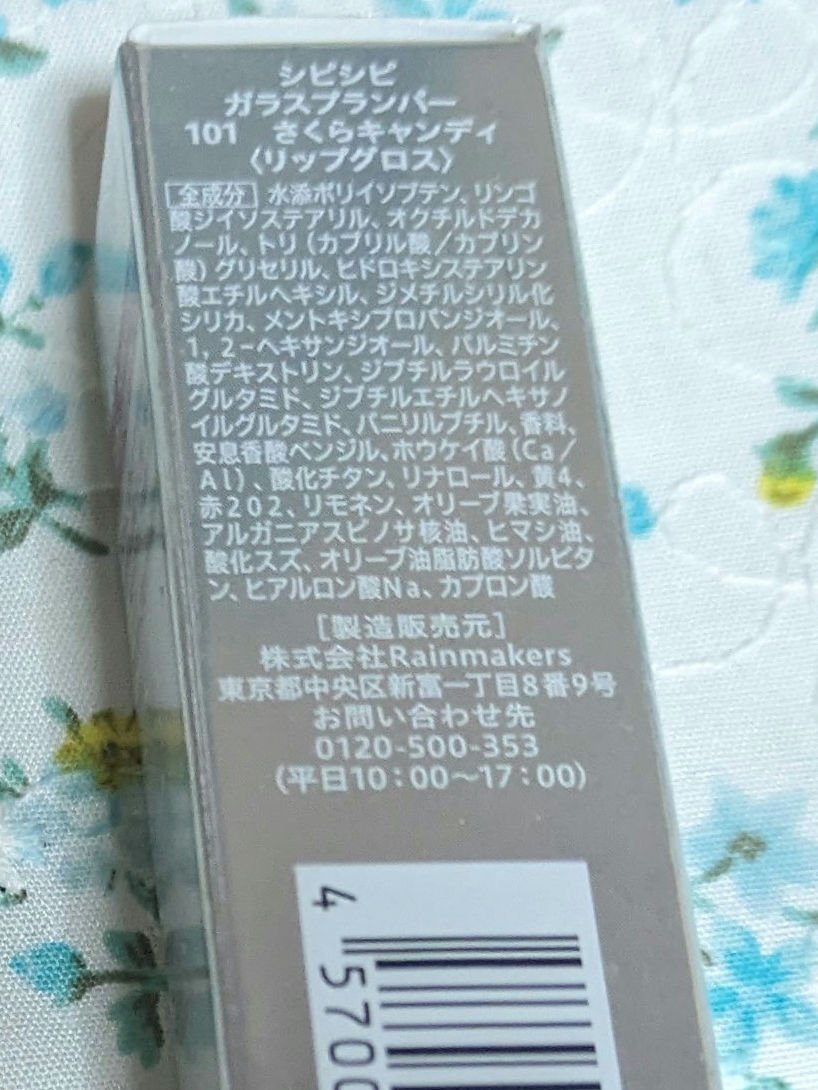 シピシピ
ガラスプランパー
101 さくらキャンディ
〈リップグロス〉
全成分 水添ポリイソブテン、リンゴ
酸ジイソステアリル、オクチルドデカ
ノール、トリ(カプリル酸/カプリン
酸)グリセリル、ヒドロキシステアリン
酸エチルヘキシル、ジメチルシリル化
シリカ、メントキシプロパンジオール、
1,2-ヘキサンジオール、パルミチン
酸デキストリン、ジブチルラウロイル
グルタミド、ジブチルエチルヘキサノ
イルグルタミド、バニリルブチル、香料、
安息香酸ベンジル、ホウケイ酸(Ca/
Al)、酸化チタン、リナロール、黄4、
赤202、リモネン、オリーブ果実油、
アルガニアスピノサ核油、ヒマシ油、
酸化スズ、オリーブ油脂肪酸ソルビタ
ン、ヒアルロン酸Na、カプロン酸
[製造販売元]
株式会社Rainmakers
東京都中央区新富一丁目8番9号
お問い合わせ先
0120-500-353
(平日10:00〜17:00)
4 570